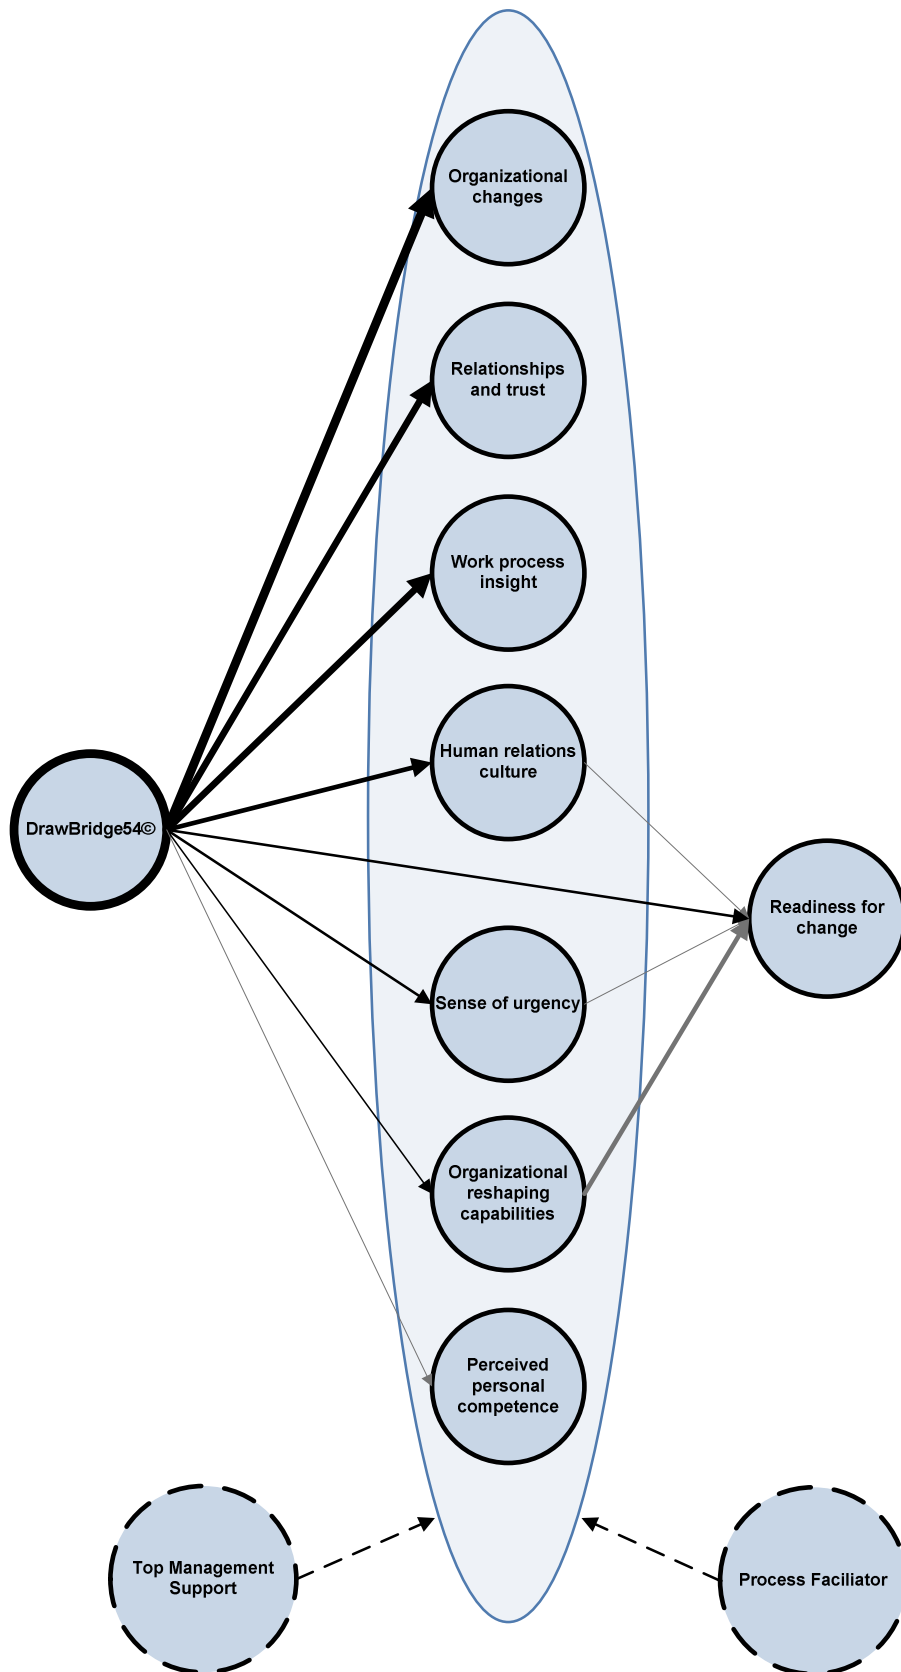 Organizational
changes
Relationships
and trust
Work process
insight
Human relations
culture
DrawBridge54©
Readiness for
change
Sense of urgency
Organizational
reshaping
capabilities
Perceived
personal
competence
Top Management
Support
Process Faciliator